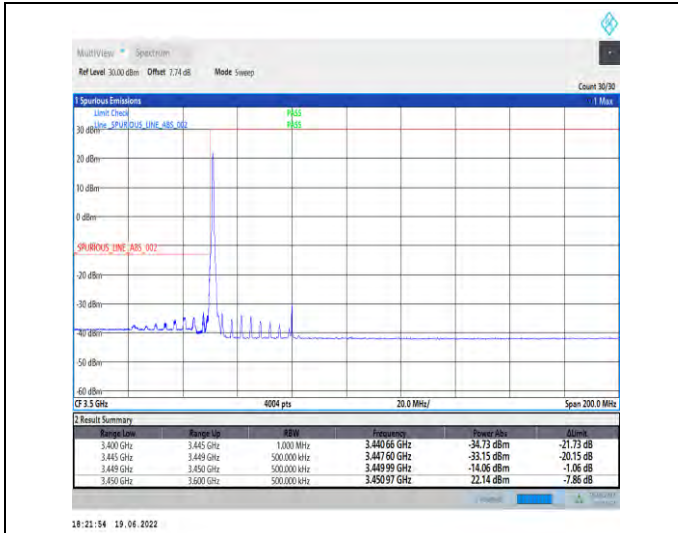 MultiView Spectrum
Ref Level 30.00 dBm Offset 7.74 dB Mode Sweep
Count 30/30
1 Spurious Emissions 1 Max
Limit Check PASS
Line _SPURIOUS_LINE_ABS_002 PASS
30 dBm
20 dBm
10 dBm
0 dBm
_SPURIOUS_LINE_ABS_002
-20 dBm
-30 dBm
-40 dBm
-50 dBm
-60 dBm
CF 3.5 GHz 4004 pts 20.0 MHz/ Span 200.0 MHz
2 Result Summary
Range Low Range Up RBW Frequency Power Abs ΔLimit
3.400 GHz 3.445 GHz 1.000 MHz 3.440 66 GHz -34.73 dBm -21.73 dB
3.445 GHz 3.449 GHz 500.000 kHz 3.447 60 GHz -33.15 dBm -20.15 dB
3.449 GHz 3.450 GHz 500.000 kHz 3.449 99 GHz -14.06 dBm -1.06 dB
3.450 GHz 3.600 GHz 500.000 kHz 3.450 97 GHz 22.14 dBm -7.86 dB
18:21:54 19.06.2022